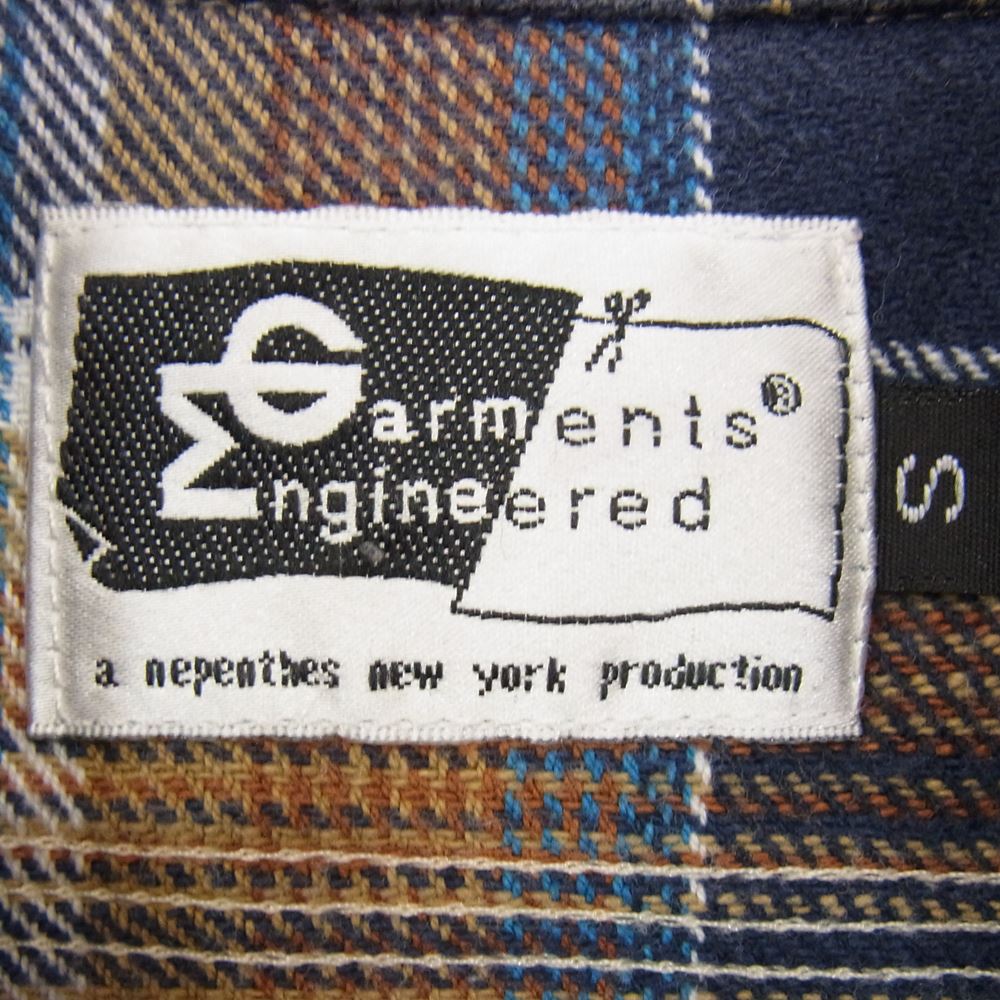 Garments®
Engineered
a nepenthes new york production
S